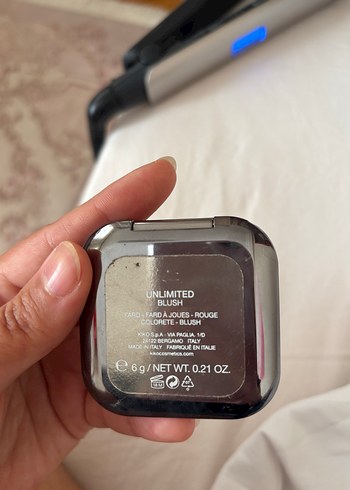 UNLIMITED
BLUSH
FARD - FARD À JOUES - ROUGE
COLORETE - BLUSH
KIKO S.p.A - VIA PAGLIA, 1/D
24122 BERGAMO ITALY
MADE IN ITALY FABRIQUÉ EN ITALIE
kikocosmetics.com
℮ 6 g / NET WT. 0.21 OZ.